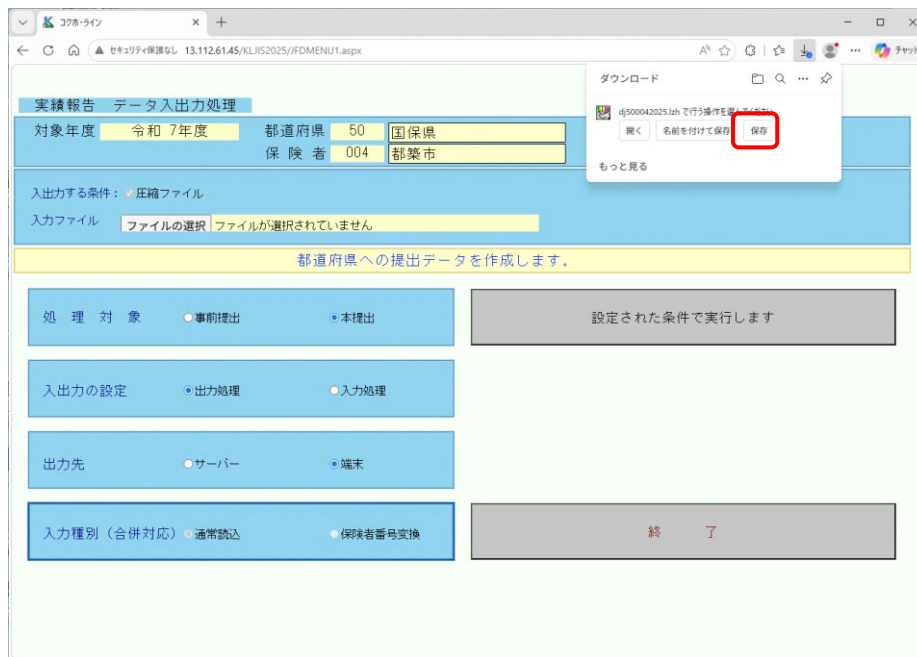 コクホ・ライン
セキュリティ保護なし 13.112.61.45/KLJIS2025/JFDMENU1.aspx
チャット
ダウンロード
dj500042025.lzh で行う操作を選んでください
開く 名前を付けて保存 保存
もっと見る
実績報告 データ入出力処理
対象年度 令和 7年度 都道府県 50 国保県
保険者 004 都築市
入出力する条件： 圧縮ファイル
入力ファイル ファイルの選択 ファイルが選択されていません
都道府県への提出データを作成します。
処理対象 事前提出 本提出 設定された条件で実行します
入出力の設定 出力処理 入力処理
出力先 サーバー 端末
入力種別（合併対応） 通常読込 保険者番号変換 終 了